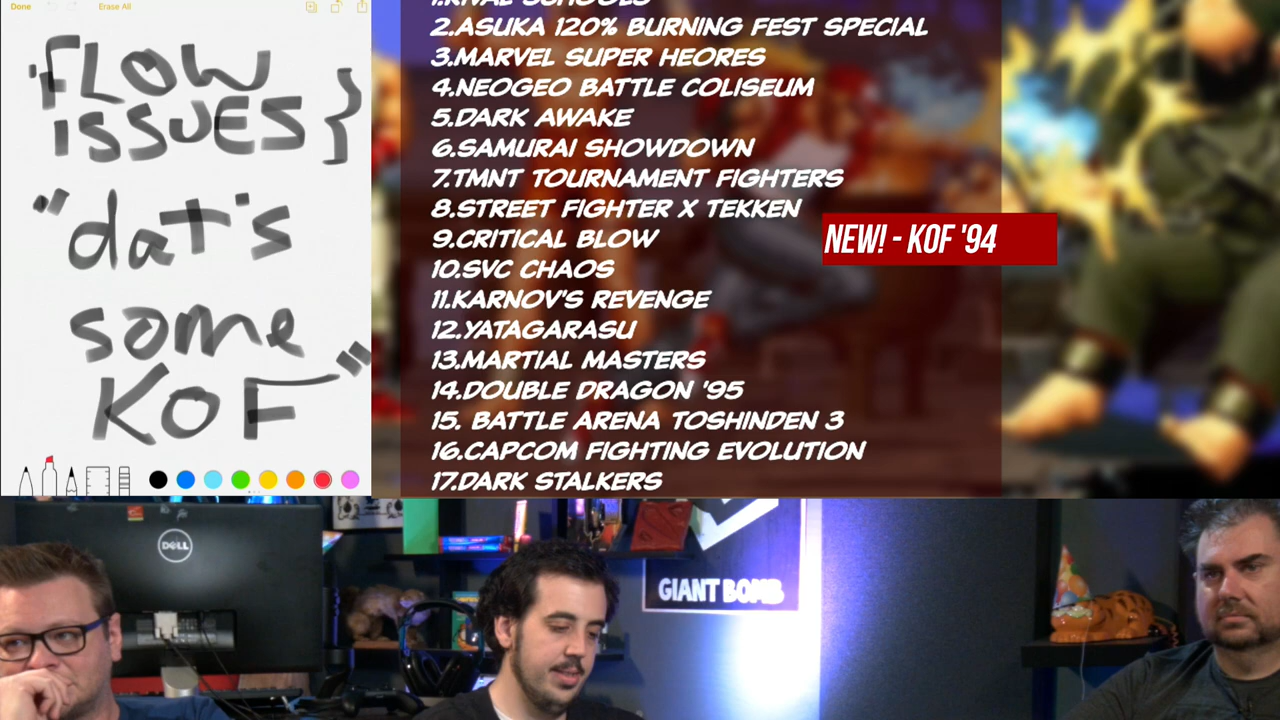 Done
Erase All
FLOW
ISSUES }
"dat's
some
KOF"
1.RIVAL SCHOOLS
2.ASUKA 120% BURNING FEST SPECIAL
3.MARVEL SUPER HEORES
4.NEOGEO BATTLE COLISEUM
5.DARK AWAKE
6.SAMURAI SHOWDOWN
7.TMNT TOURNAMENT FIGHTERS
8.STREET FIGHTER X TEKKEN
9.CRITICAL BLOW
10.SVC CHAOS
11.KARNOV'S REVENGE
12.YATAGARASU
13.MARTIAL MASTERS
14.DOUBLE DRAGON '95
15. BATTLE ARENA TOSHINDEN 3
16.CAPCOM FIGHTING EVOLUTION
17.DARK STALKERS
NEW! - KOF '94
DELL
GIANT BOMB